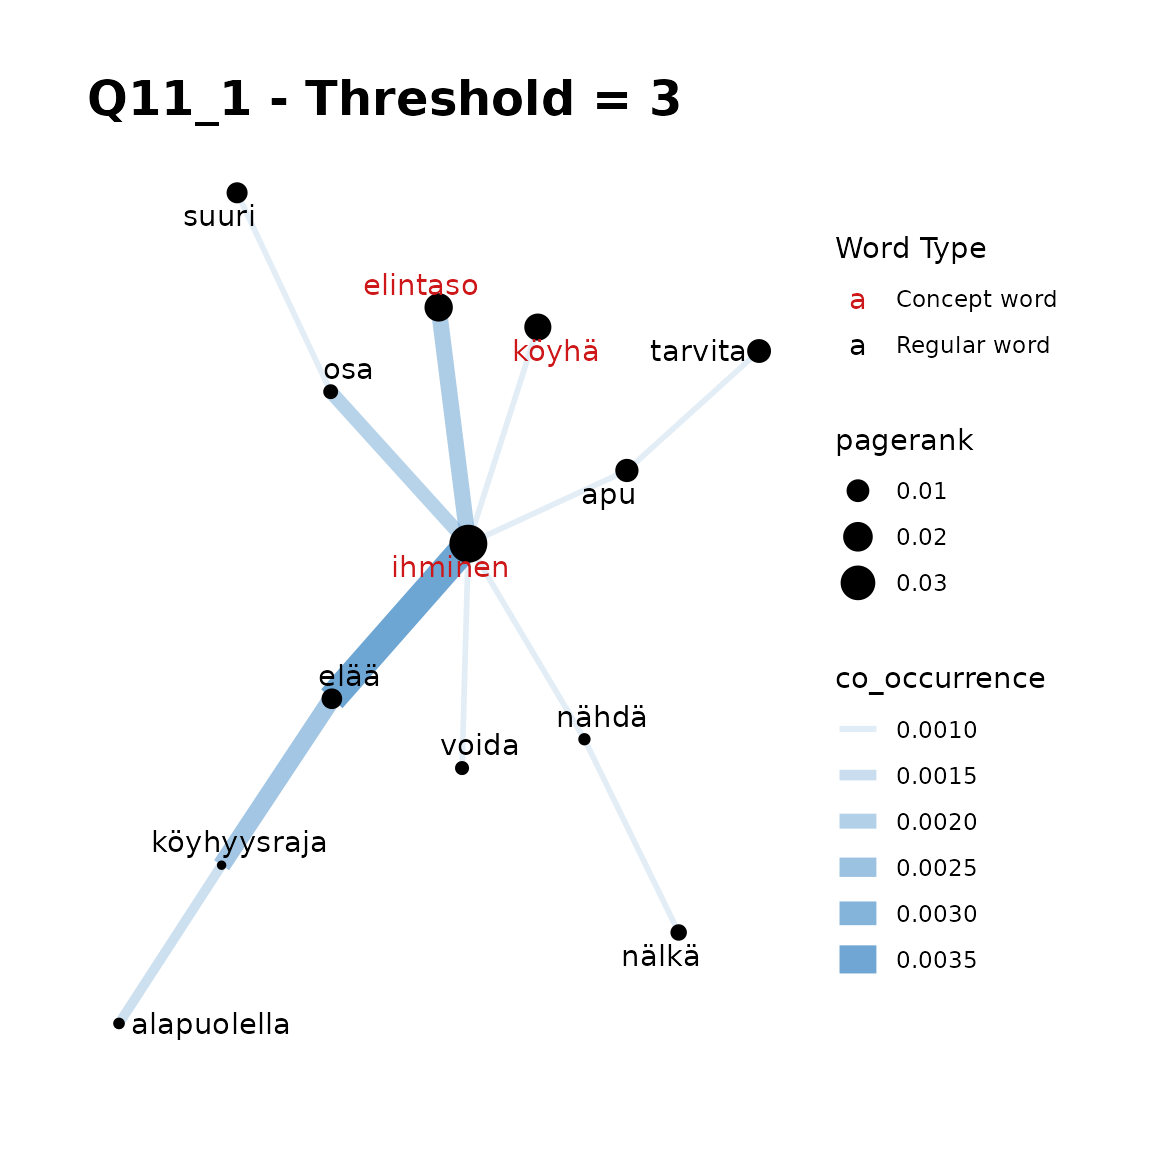 Q11_1 - Threshold = 3
suuri
elintaso
köyhä
tarvita
osa
apu
ihminen
elää
nähdä
voida
köyhyysraja
nälkä
alapuolella
Word Type
a Concept word
a Regular word
pagerank
0.01
0.02
0.03
co_occurrence
0.0010
0.0015
0.0020
0.0025
0.0030
0.0035